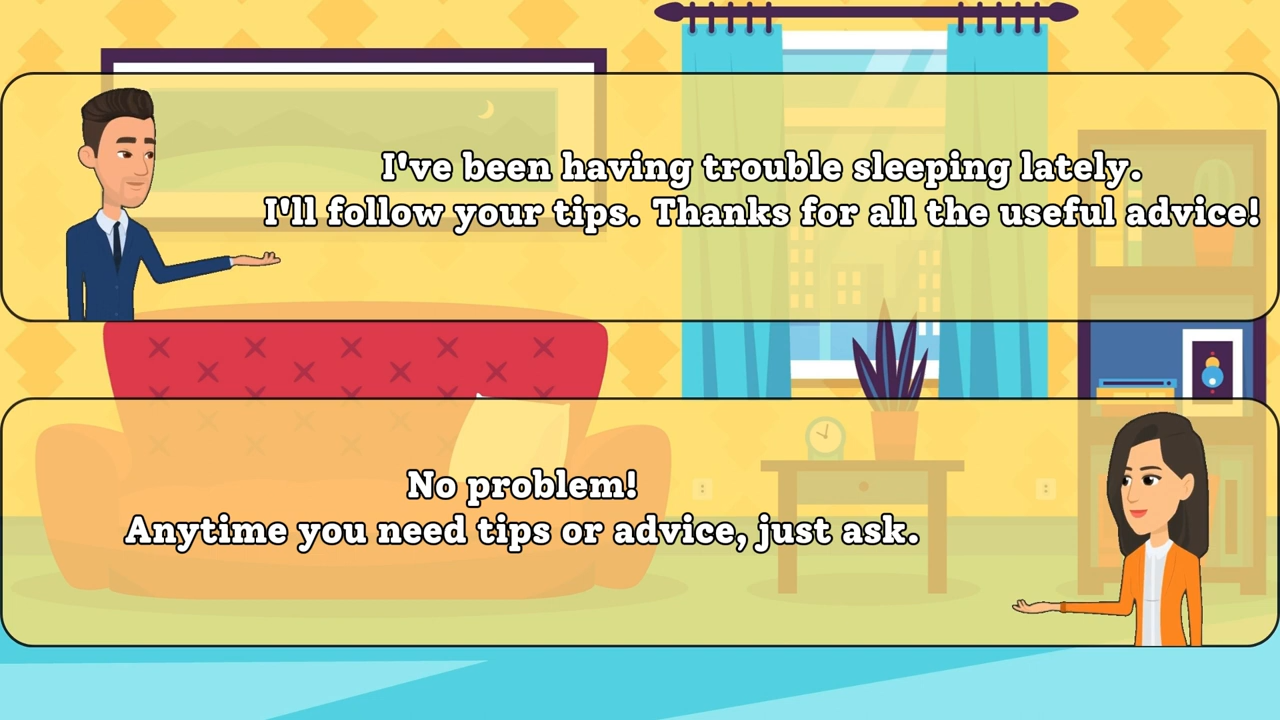 I've been having trouble sleeping lately.
I'll follow your tips. Thanks for all the useful advice!
No problem!
Anytime you need tips or advice, just ask.